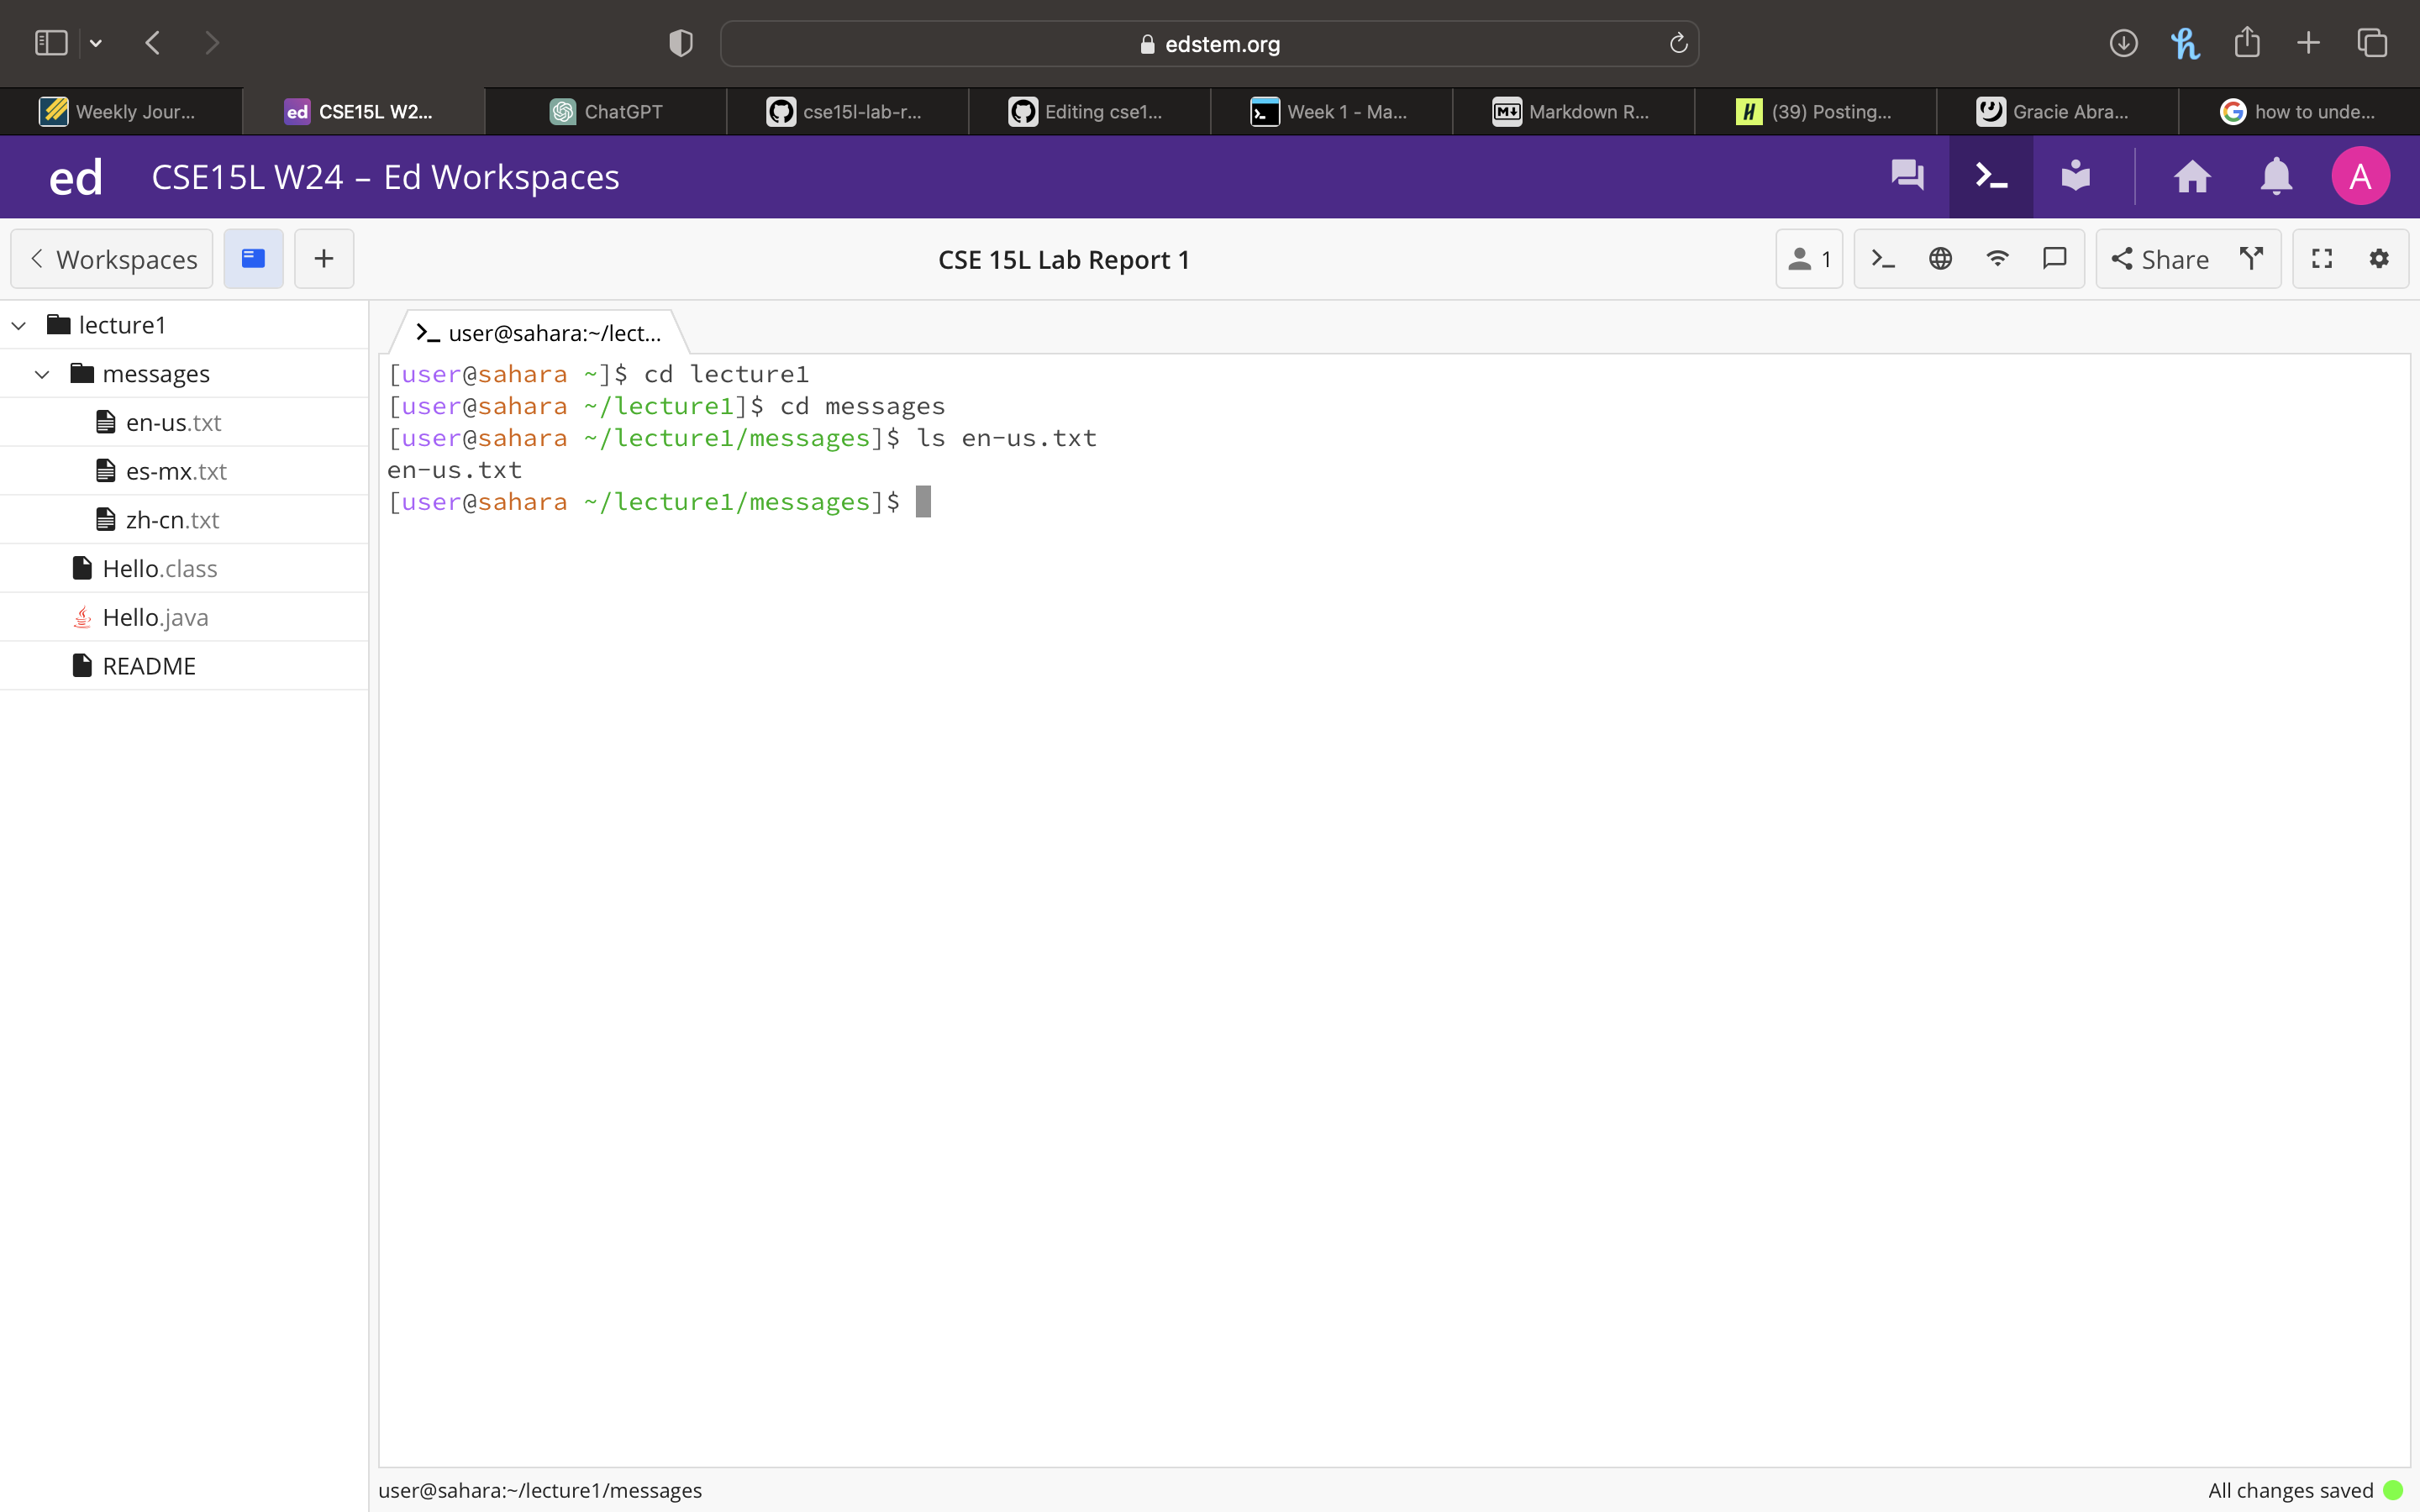 edstem.org
Weekly Jour...
ed CSE15L W2...
ChatGPT
cse15l-lab-r...
Editing cse1...
Week 1 - Ma...
Markdown R...
H (39) Posting...
Gracie Abra...
G how to unde...
ed CSE15L W24 – Ed Workspaces
A
Workspaces
CSE 15L Lab Report 1
1
Share
lecture1
messages
en-us.txt
es-mx.txt
zh-cn.txt
Hello.class
Hello.java
README
>_ user@sahara:~/lect...
[user@sahara ~]$ cd lecture1
[user@sahara ~/lecture1]$ cd messages
[user@sahara ~/lecture1/messages]$ ls en-us.txt
en-us.txt
[user@sahara ~/lecture1/messages]$
user@sahara:~/lecture1/messages
All changes saved